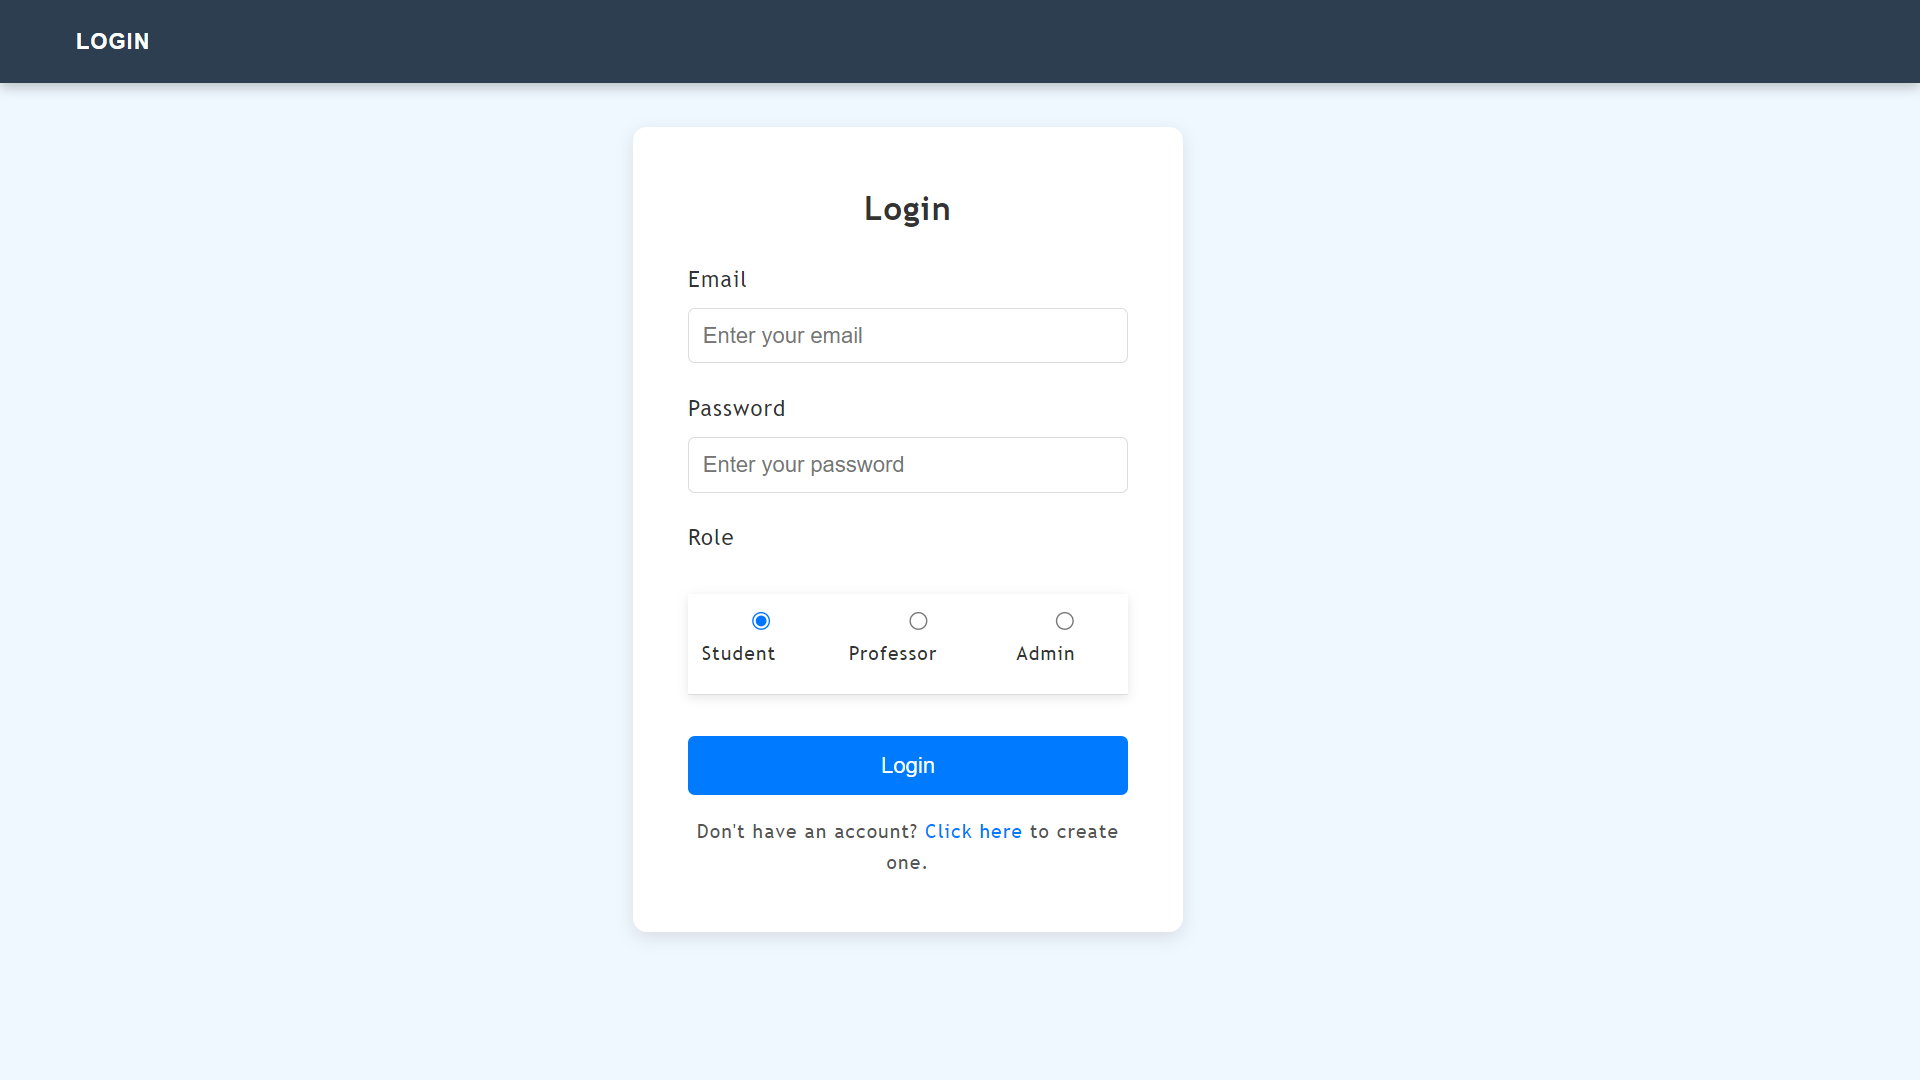 LOGIN
Login
Email
Enter your email
Password
Enter your password
Role
Student Professor Admin
Login
Don't have an account? Click here to create
one.